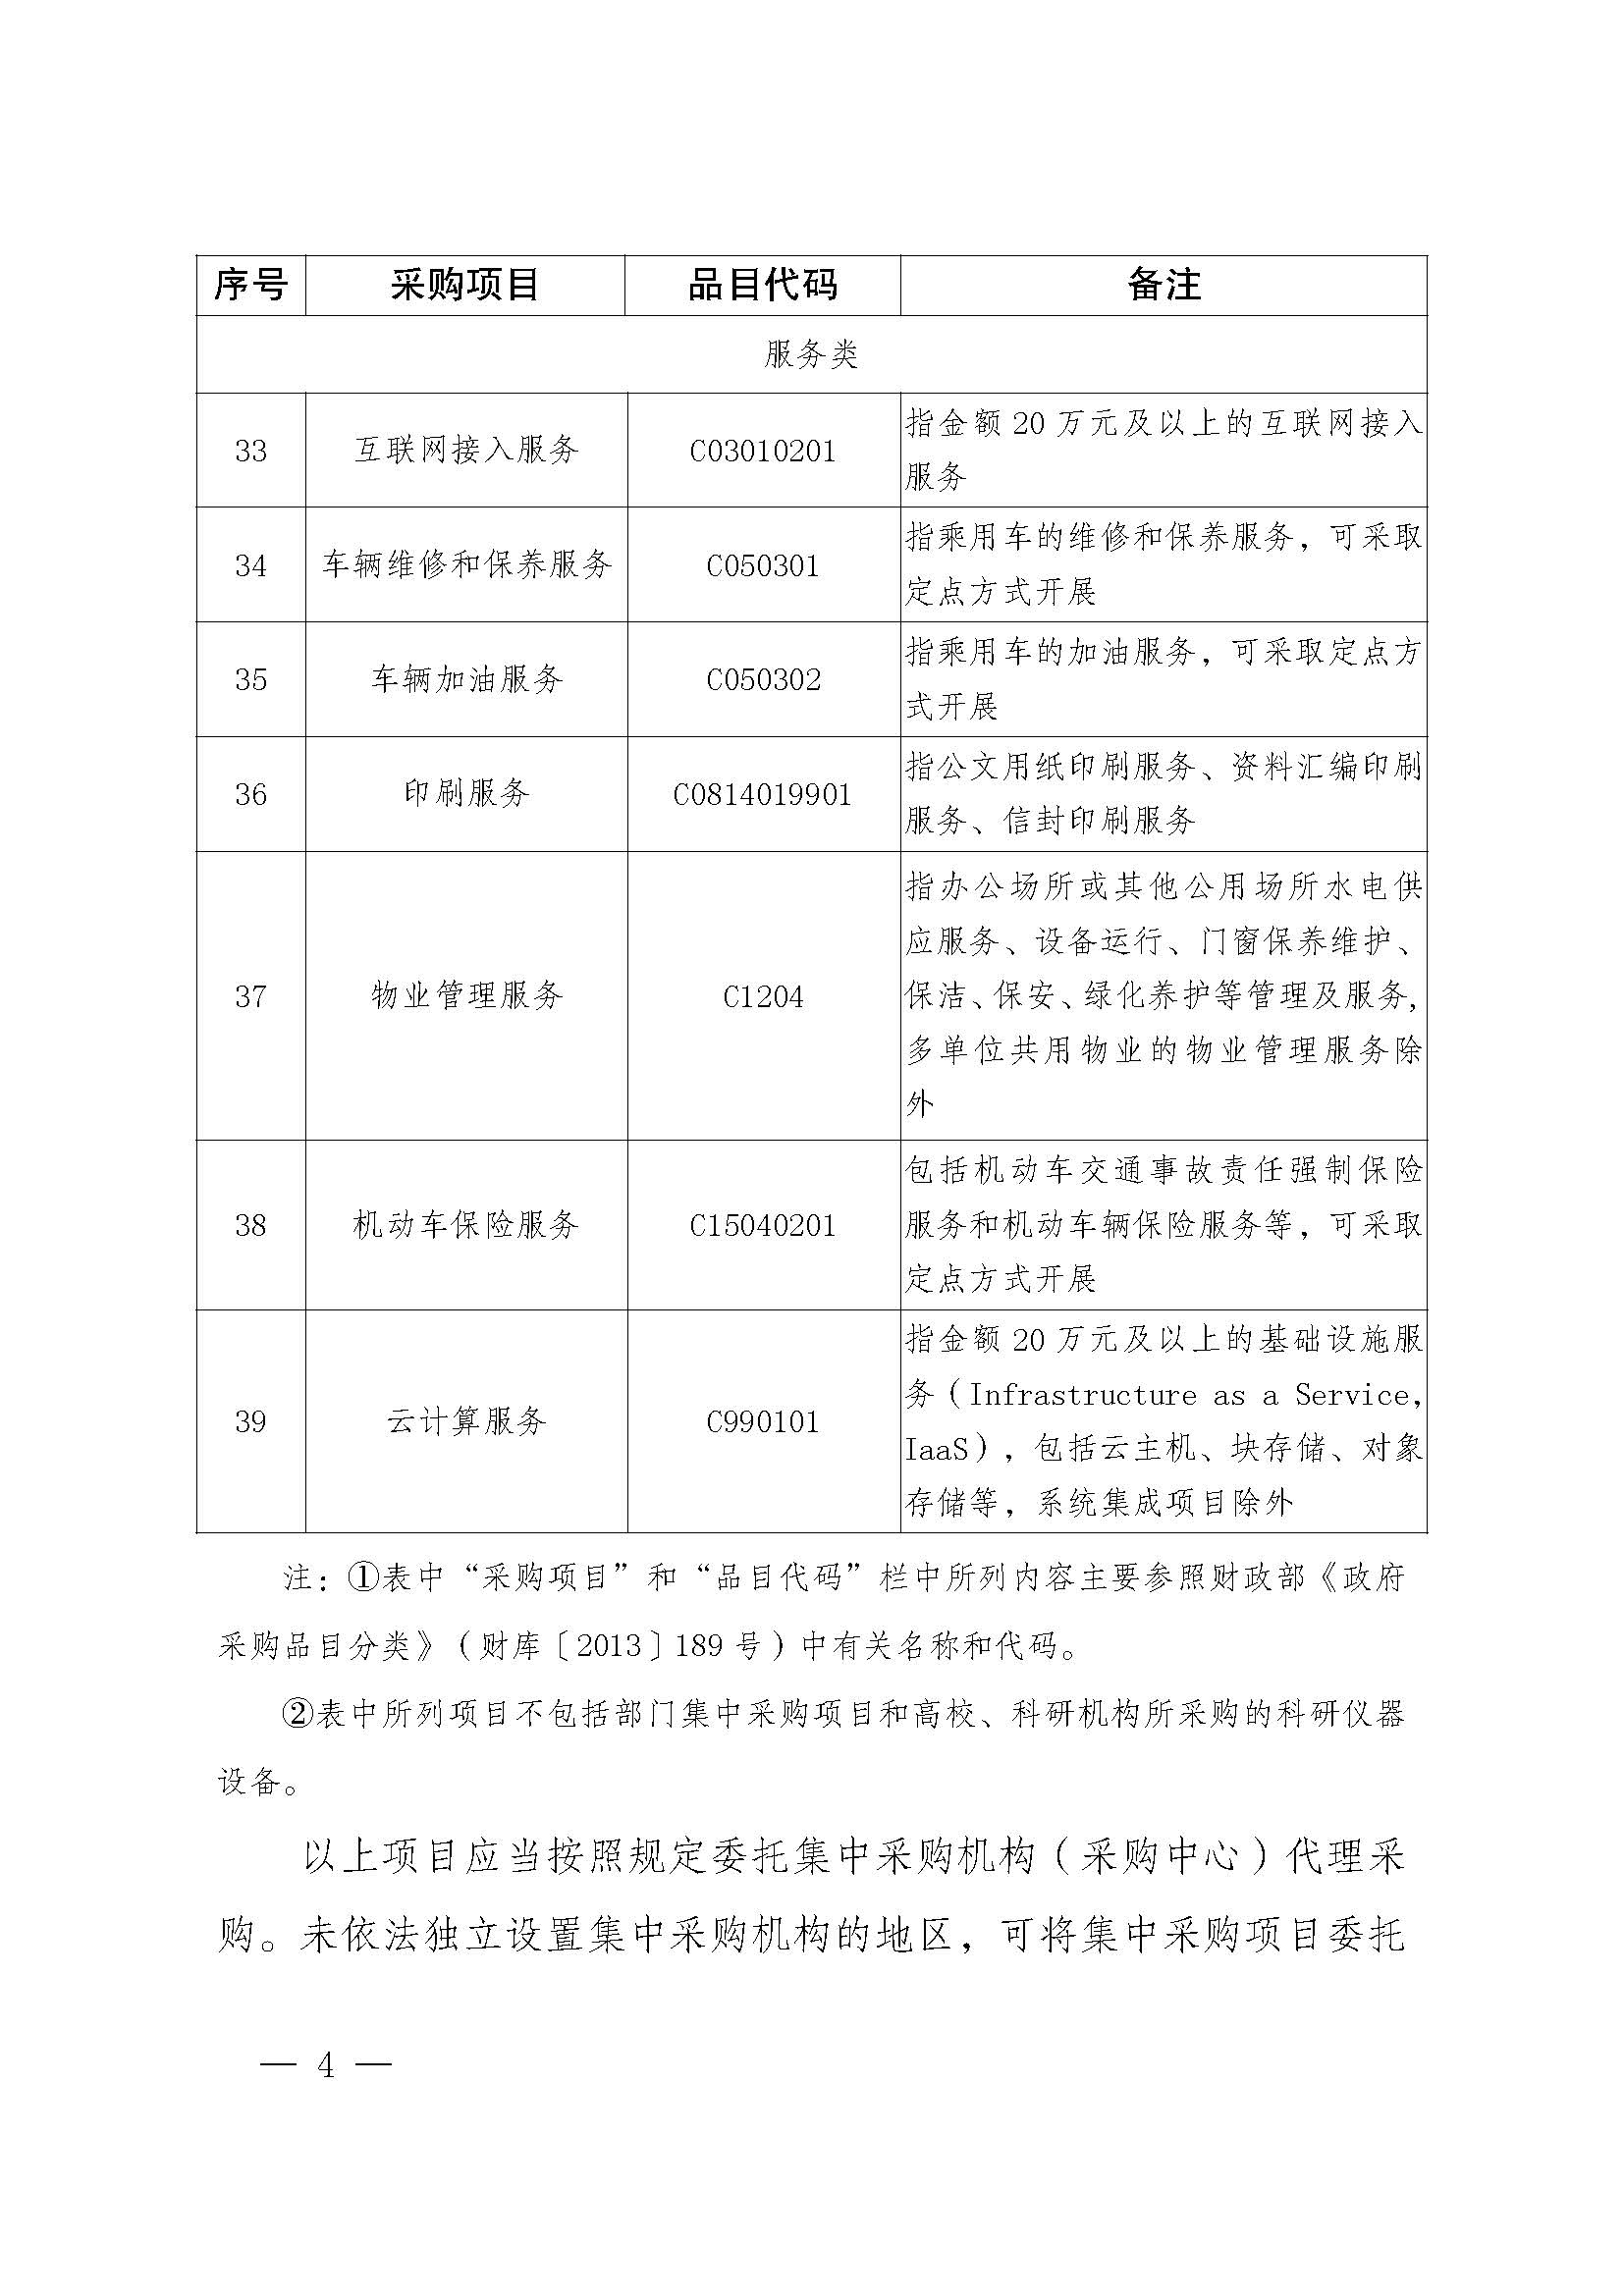 序号 采购项目 品目代码 备注
服务类
33 互联网接入服务 C03010201 指金额 20 万元及以上的互联网接入
服务
34 车辆维修和保养服务 C050301 指乘用车的维修和保养服务，可采取
定点方式开展
35 车辆加油服务 C050302 指乘用车的加油服务，可采取定点方
式开展
36 印刷服务 C0814019901 指公文用纸印刷服务、资料汇编印刷
服务、信封印刷服务
37 物业管理服务 C1204 指办公场所或其他公用场所水电供
应服务、设备运行、门窗保养维护、
保洁、保安、绿化养护等管理及服务,
多单位共用物业的物业管理服务除
外
38 机动车保险服务 C15040201 包括机动车交通事故责任强制保险
服务和机动车辆保险服务等，可采取
定点方式开展
39 云计算服务 C990101 指金额 20 万元及以上的基础设施服
务（Infrastructure as a Service，
IaaS），包括云主机、块存储、对象
存储等，系统集成项目除外
注：①表中“采购项目”和“品目代码”栏中所列内容主要参照财政部《政府
采购品目分类》（财库〔2013〕189 号）中有关名称和代码。
②表中所列项目不包括部门集中采购项目和高校、科研机构所采购的科研仪器
设备。
以上项目应当按照规定委托集中采购机构（采购中心）代理采
购。未依法独立设置集中采购机构的地区，可将集中采购项目委托
— 4 —